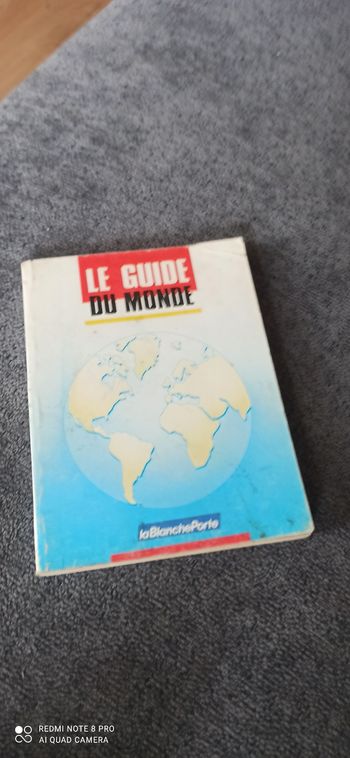 LE GUIDE
DU MONDE
laBlanchePorte
REDMI NOTE 8 PRO
AI QUAD CAMERA